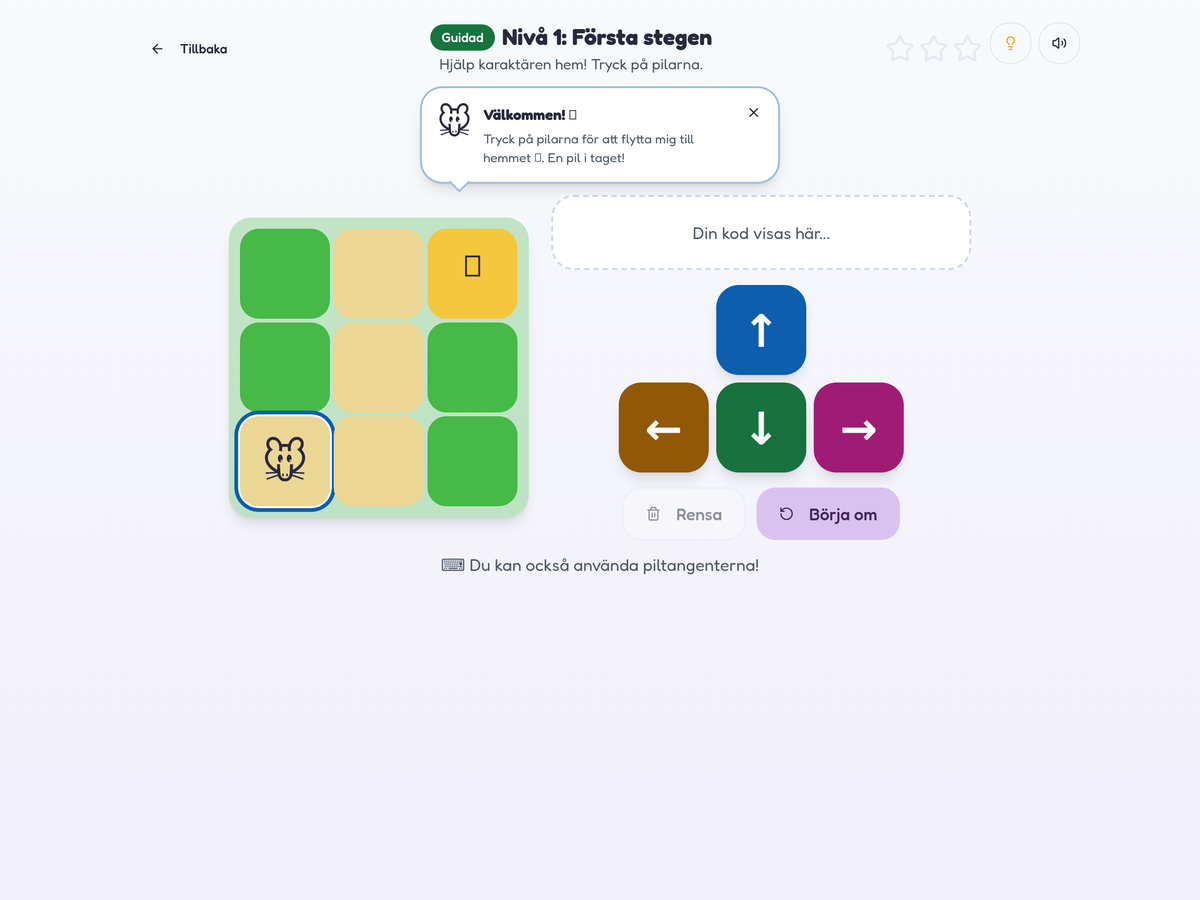 Tillbaka
Guidad Nivå 1: Första stegen
Hjälp karaktären hem! Tryck på pilarna.
Välkommen!
Tryck på pilarna för att flytta mig till
hemmet . En pil i taget!
Din kod visas här...
↑
← ↓ →
Rensa
Börja om
⌨ Du kan också använda piltangenterna!